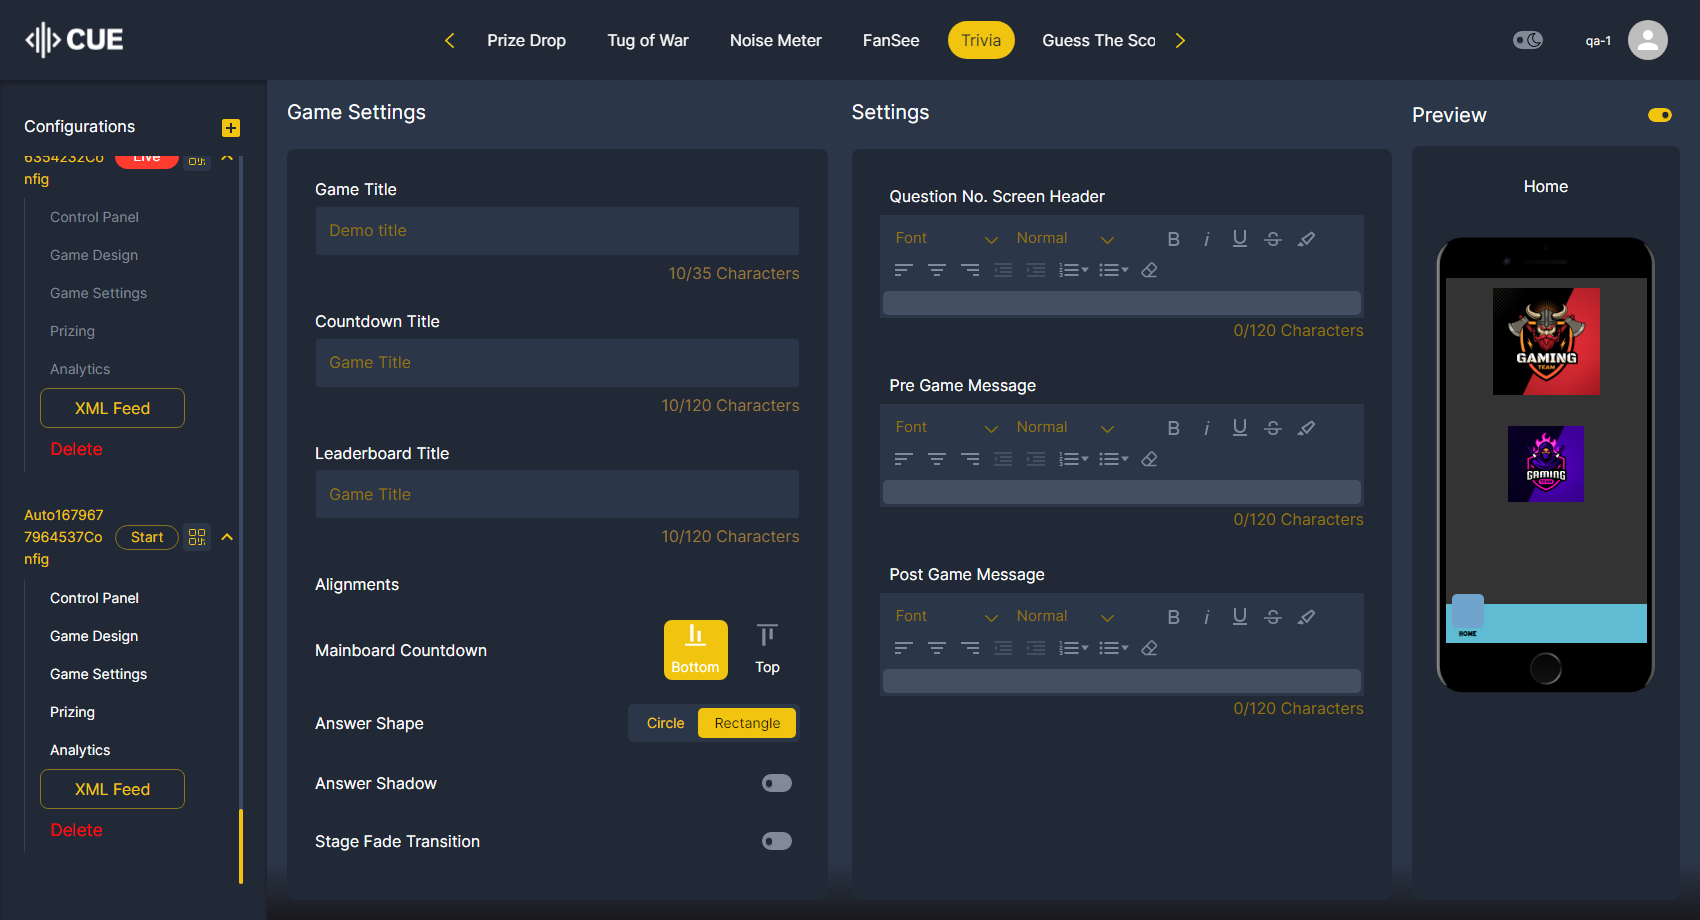 CUE
Prize Drop
Tug of War
Noise Meter
FanSee
Trivia
Guess The Sco
qa-1
Configurations
6354232Co
nfig
Live
Control Panel
Game Design
Game Settings
Prizing
Analytics
XML Feed
Delete
Auto167967
7964537Co
nfig
Start
Control Panel
Game Design
Game Settings
Prizing
Analytics
XML Feed
Delete
Game Settings
Game Title
Demo title
10/35 Characters
Countdown Title
Game Title
10/120 Characters
Leaderboard Title
Game Title
10/120 Characters
Alignments
Mainboard Countdown
Bottom
Top
Answer Shape
Circle
Rectangle
Answer Shadow
Stage Fade Transition
Settings
Question No. Screen Header
Font
Normal
B i U S
0/120 Characters
Pre Game Message
Font
Normal
B i U S
0/120 Characters
Post Game Message
Font
Normal
B i U S
0/120 Characters
Preview
Home
GAMING
TEAM
GAMING
TEAM
HOME